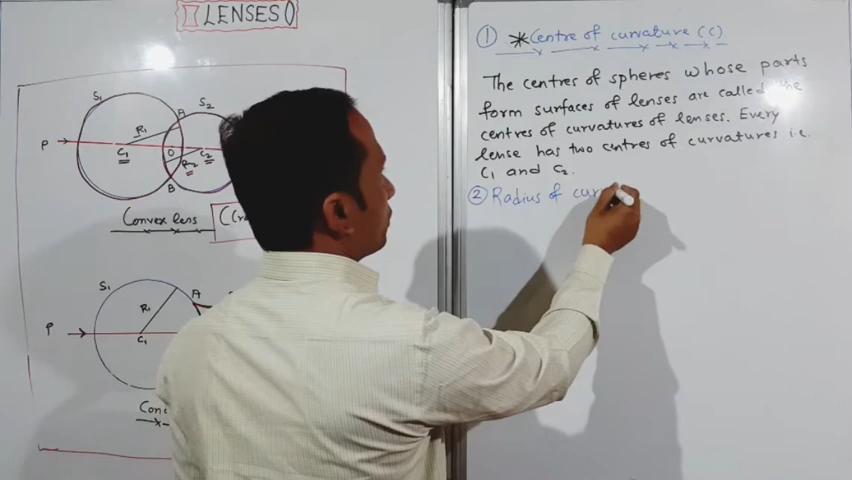 LENSES()
S1
A
S2
R1
P
C1
O
C2
R2
B
Convex lens
S1
A
R1
P
C1
Conc
① *Centre of curvature (C)
The centres of spheres whose parts
form surfaces of lenses are called the
centres of curvatures of lenses. Every
lense has two centres of curvatures i.e.
C1 and C2.
② Radius of cur